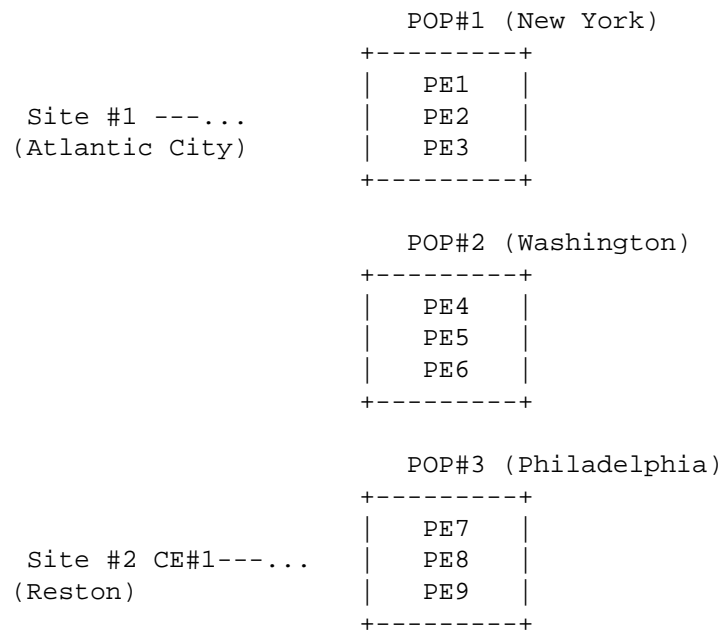 POP#1 (New York)
+---------+
|   PE1   |
Site #1 ---...   |   PE2   |
(Atlantic City)   |   PE3   |
+---------+
POP#2 (Washington)
+---------+
|   PE4   |
|   PE5   |
|   PE6   |
+---------+
POP#3 (Philadelphia)
+---------+
|   PE7   |
Site #2 CE#1---...   |   PE8   |
(Reston)   |   PE9   |
+---------+